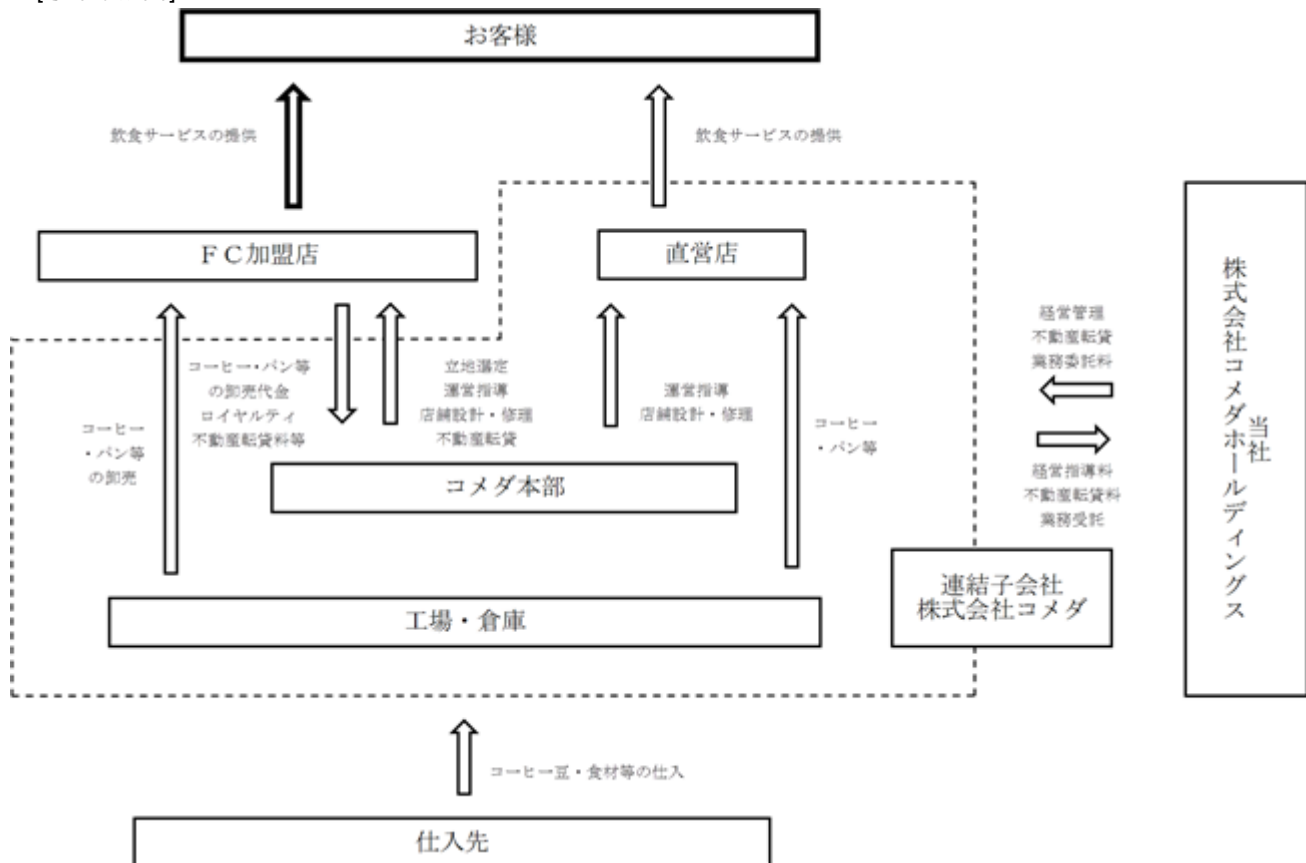 お客様
飲食サービスの提供
飲食サービスの提供
ＦＣ加盟店
直営店
コーヒー
・パン等
の卸売
コーヒー・パン等
の卸売代金
ロイヤルティ
不動産転貸料等
立地選定
運営指導
店舗設計・修理
不動産転貸
運営指導
店舗設計・修理
コーヒー
・パン等
コメダ本部
工場・倉庫
経営管理
不動産転貸
業務委託料
経営指導料
不動産転貸料
業務受託
連結子会社
株式会社コメダ
当社
株式会社コメダホールディングス
コーヒー豆・食材等の仕入
仕入先